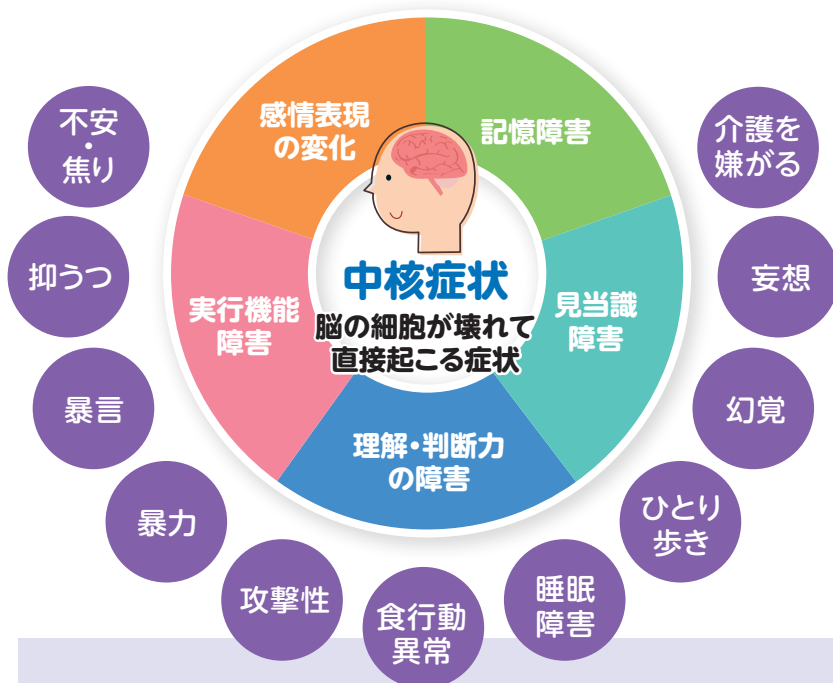 感情表現
の変化
記憶障害
見当識
障害
理解・判断力
の障害
実行機能
障害
中核症状
脳の細胞が壊れて
直接起こる症状
不安
・
焦り
抑うつ
暴言
暴力
攻撃性
食行動
異常
睡眠
障害
ひとり
歩き
幻覚
妄想
介護を
嫌がる